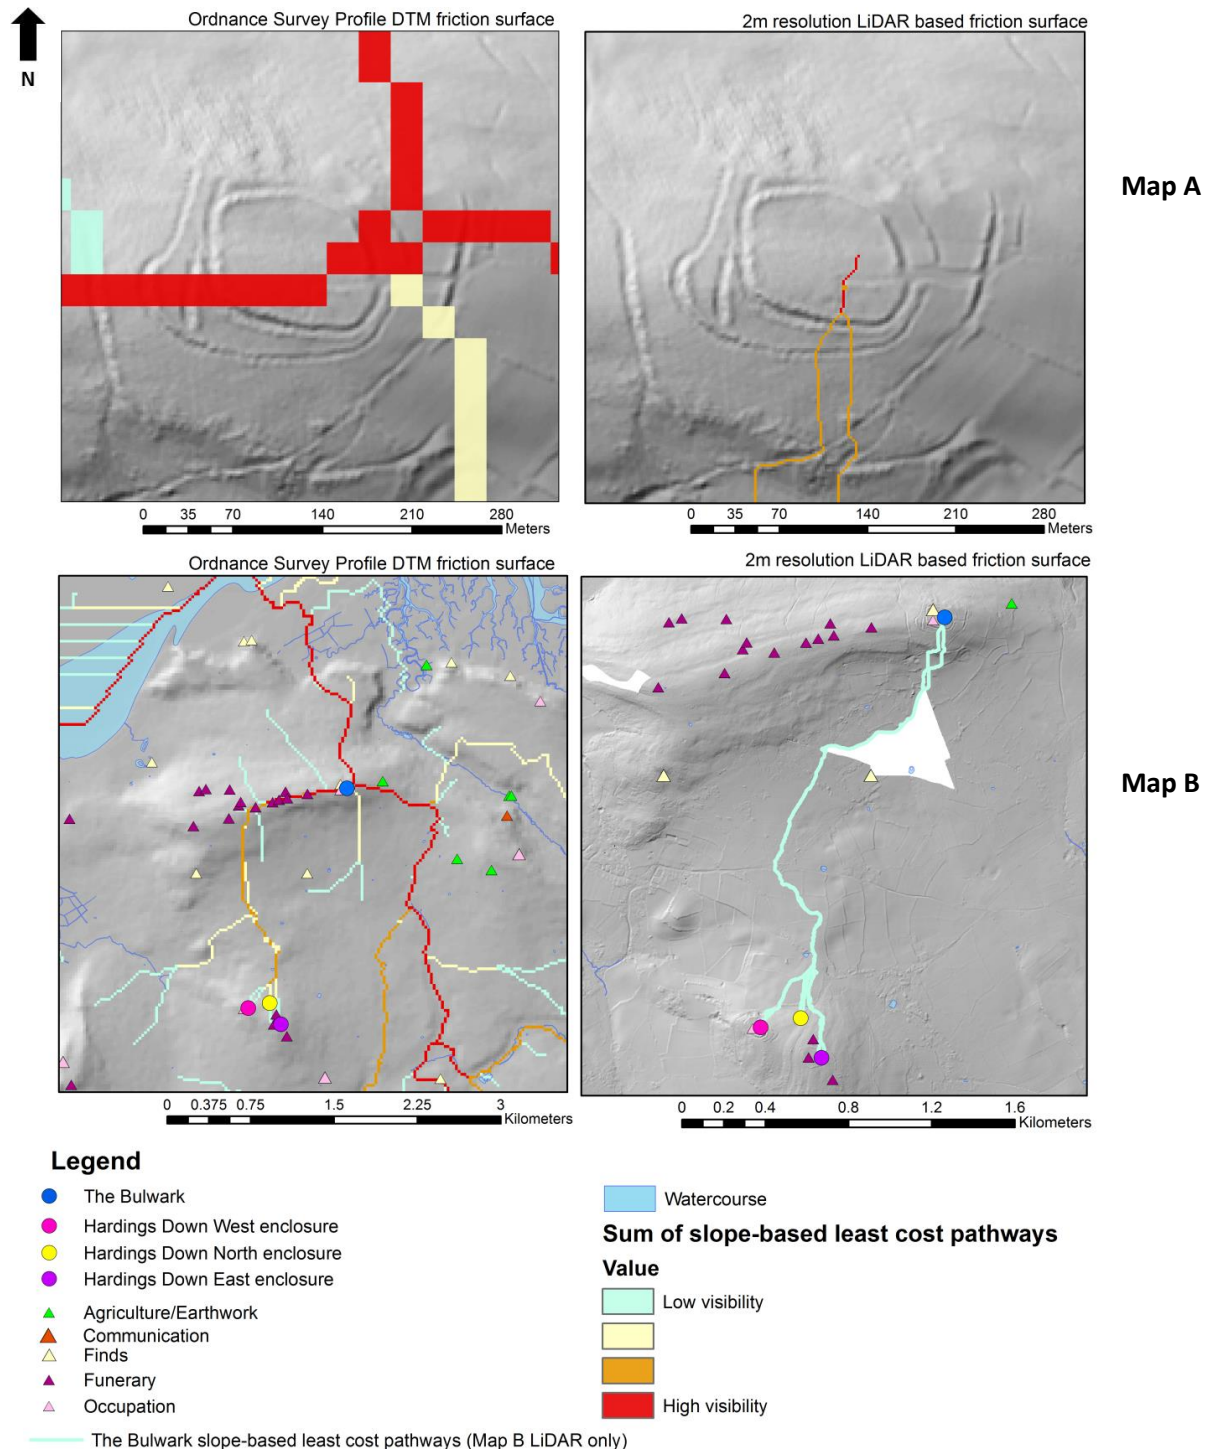 Ordnance Survey Profile DTM friction surface
2m resolution LiDAR based friction surface
N
Map A
0 35 70 140 210 280
Meters
0 35 70 140 210 280
Meters
Ordnance Survey Profile DTM friction surface
2m resolution LiDAR based friction surface
Map B
0 0.375 0.75 1.5 2.25 3
Kilometers
0 0.2 0.4 0.8 1.2 1.6
Kilometers
Legend
The Bulwark
Hardings Down West enclosure
Hardings Down North enclosure
Hardings Down East enclosure
Agriculture/Earthwork
Communication
Finds
Funerary
Occupation
The Bulwark slope-based least cost pathways (Map B LiDAR only)
Watercourse
Sum of slope-based least cost pathways
Value
Low visibility
High visibility